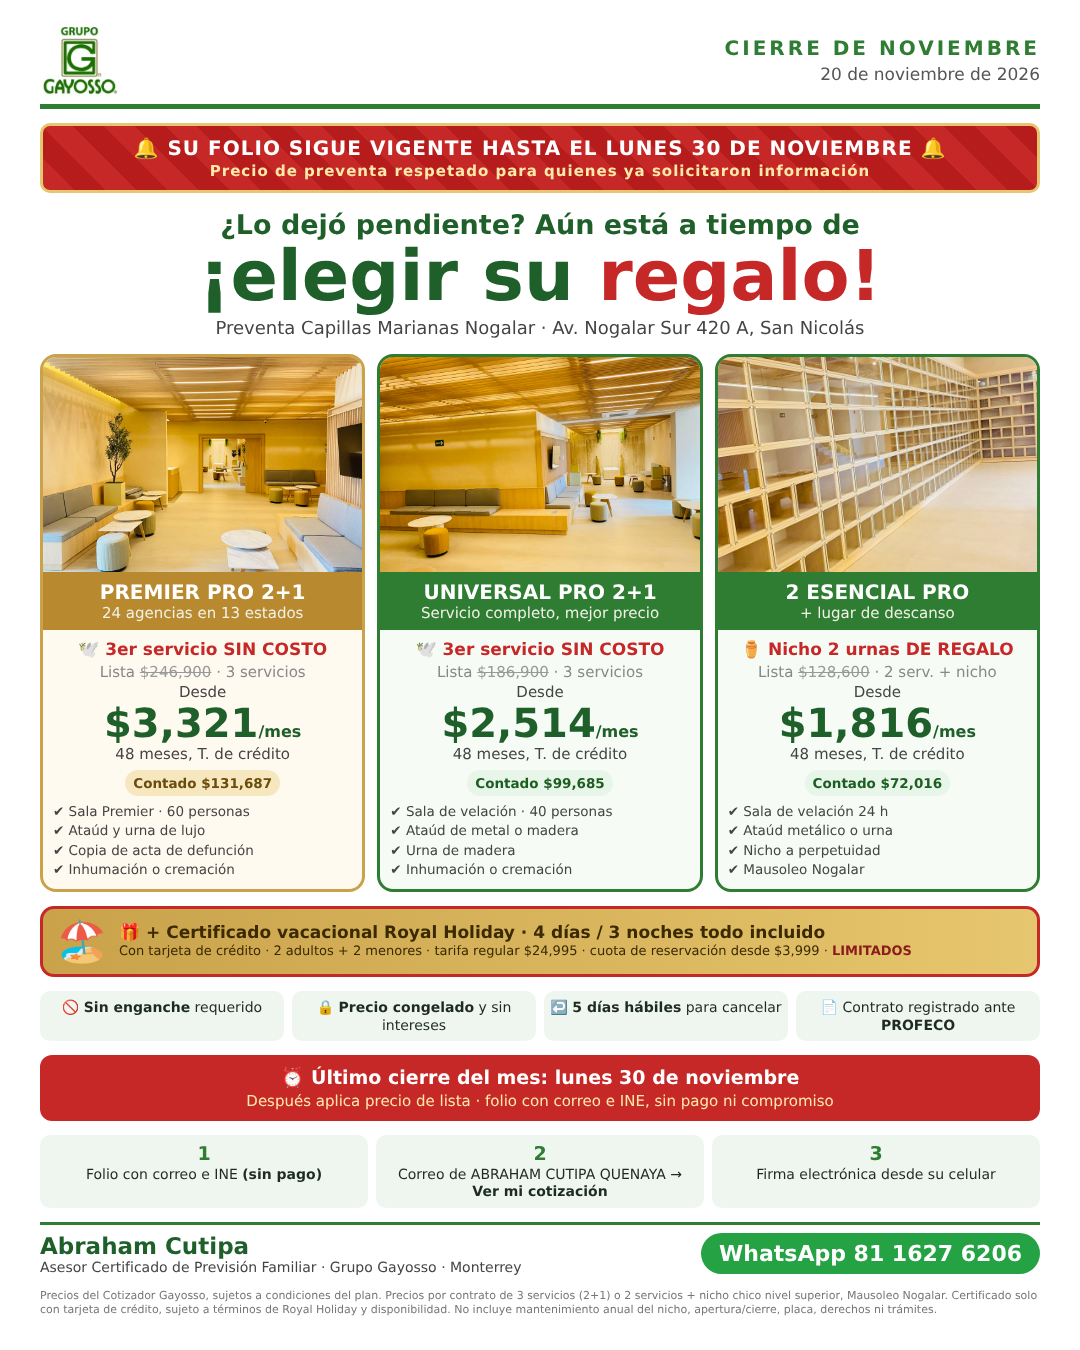 GRUPO
GAYOSSO
CIERRE DE NOVIEMBRE
20 de noviembre de 2026
🔔 SU FOLIO SIGUE VIGENTE HASTA EL LUNES 30 DE NOVIEMBRE 🔔
Precio de preventa respetado para quienes ya solicitaron información
¿Lo dejó pendiente? Aún está a tiempo de
¡elegir su regalo!
Preventa Capillas Marianas Nogalar · Av. Nogalar Sur 420 A, San Nicolás
PREMIER PRO 2+1
24 agencias en 13 estados
🕊️ 3er servicio SIN COSTO
Lista $246,900 · 3 servicios
Desde
$3,321/mes
48 meses, T. de crédito
Contado $131,687
✔ Sala Premier · 60 personas
✔ Ataúd y urna de lujo
✔ Copia de acta de defunción
✔ Inhumación o cremación
UNIVERSAL PRO 2+1
Servicio completo, mejor precio
🕊️ 3er servicio SIN COSTO
Lista $186,900 · 3 servicios
Desde
$2,514/mes
48 meses, T. de crédito
Contado $99,685
✔ Sala de velación · 40 personas
✔ Ataúd de metal o madera
✔ Urna de madera
✔ Inhumación o cremación
2 ESENCIAL PRO
+ lugar de descanso
⚱️ Nicho 2 urnas DE REGALO
Lista $128,600 · 2 serv. + nicho
Desde
$1,816/mes
48 meses, T. de crédito
Contado $72,016
✔ Sala de velación 24 h
✔ Ataúd metálico o urna
✔ Nicho a perpetuidad
✔ Mausoleo Nogalar
🎁 + Certificado vacacional Royal Holiday · 4 días / 3 noches todo incluido
Con tarjeta de crédito · 2 adultos + 2 menores · tarifa regular $24,995 · cuota de reservación desde $3,999 · LIMITADOS
🚫 Sin enganche requerido
🔒 Precio congelado y sin
intereses
↩️ 5 días hábiles para cancelar
📄 Contrato registrado ante
PROFECO
⏰ Último cierre del mes: lunes 30 de noviembre
Después aplica precio de lista · folio con correo e INE, sin pago ni compromiso
1
Folio con correo e INE (sin pago)
2
Correo de ABRAHAM CUTIPA QUENAYA →
Ver mi cotización
3
Firma electrónica desde su celular
Abraham Cutipa
Asesor Certificado de Previsión Familiar · Grupo Gayosso · Monterrey
WhatsApp 81 1627 6206
Precios del Cotizador Gayosso, sujetos a condiciones del plan. Precios por contrato de 3 servicios (2+1) o 2 servicios + nicho chico nivel superior, Mausoleo Nogalar. Certificado solo
con tarjeta de crédito, sujeto a términos de Royal Holiday y disponibilidad. No incluye mantenimiento anual del nicho, apertura/cierre, placa, derechos ni trámites.